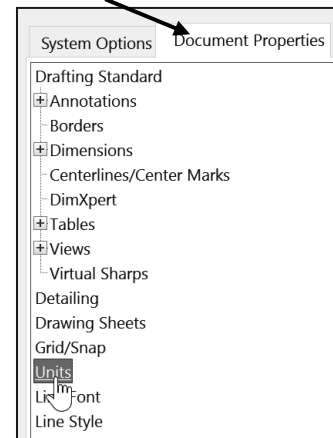 System Options Document Properties
Drafting Standard
Annotations
Borders
Dimensions
Centerlines/Center Marks
DimXpert
Tables
Views
Virtual Sharps
Detailing
Drawing Sheets
Grid/Snap
Units
Font
Line Style